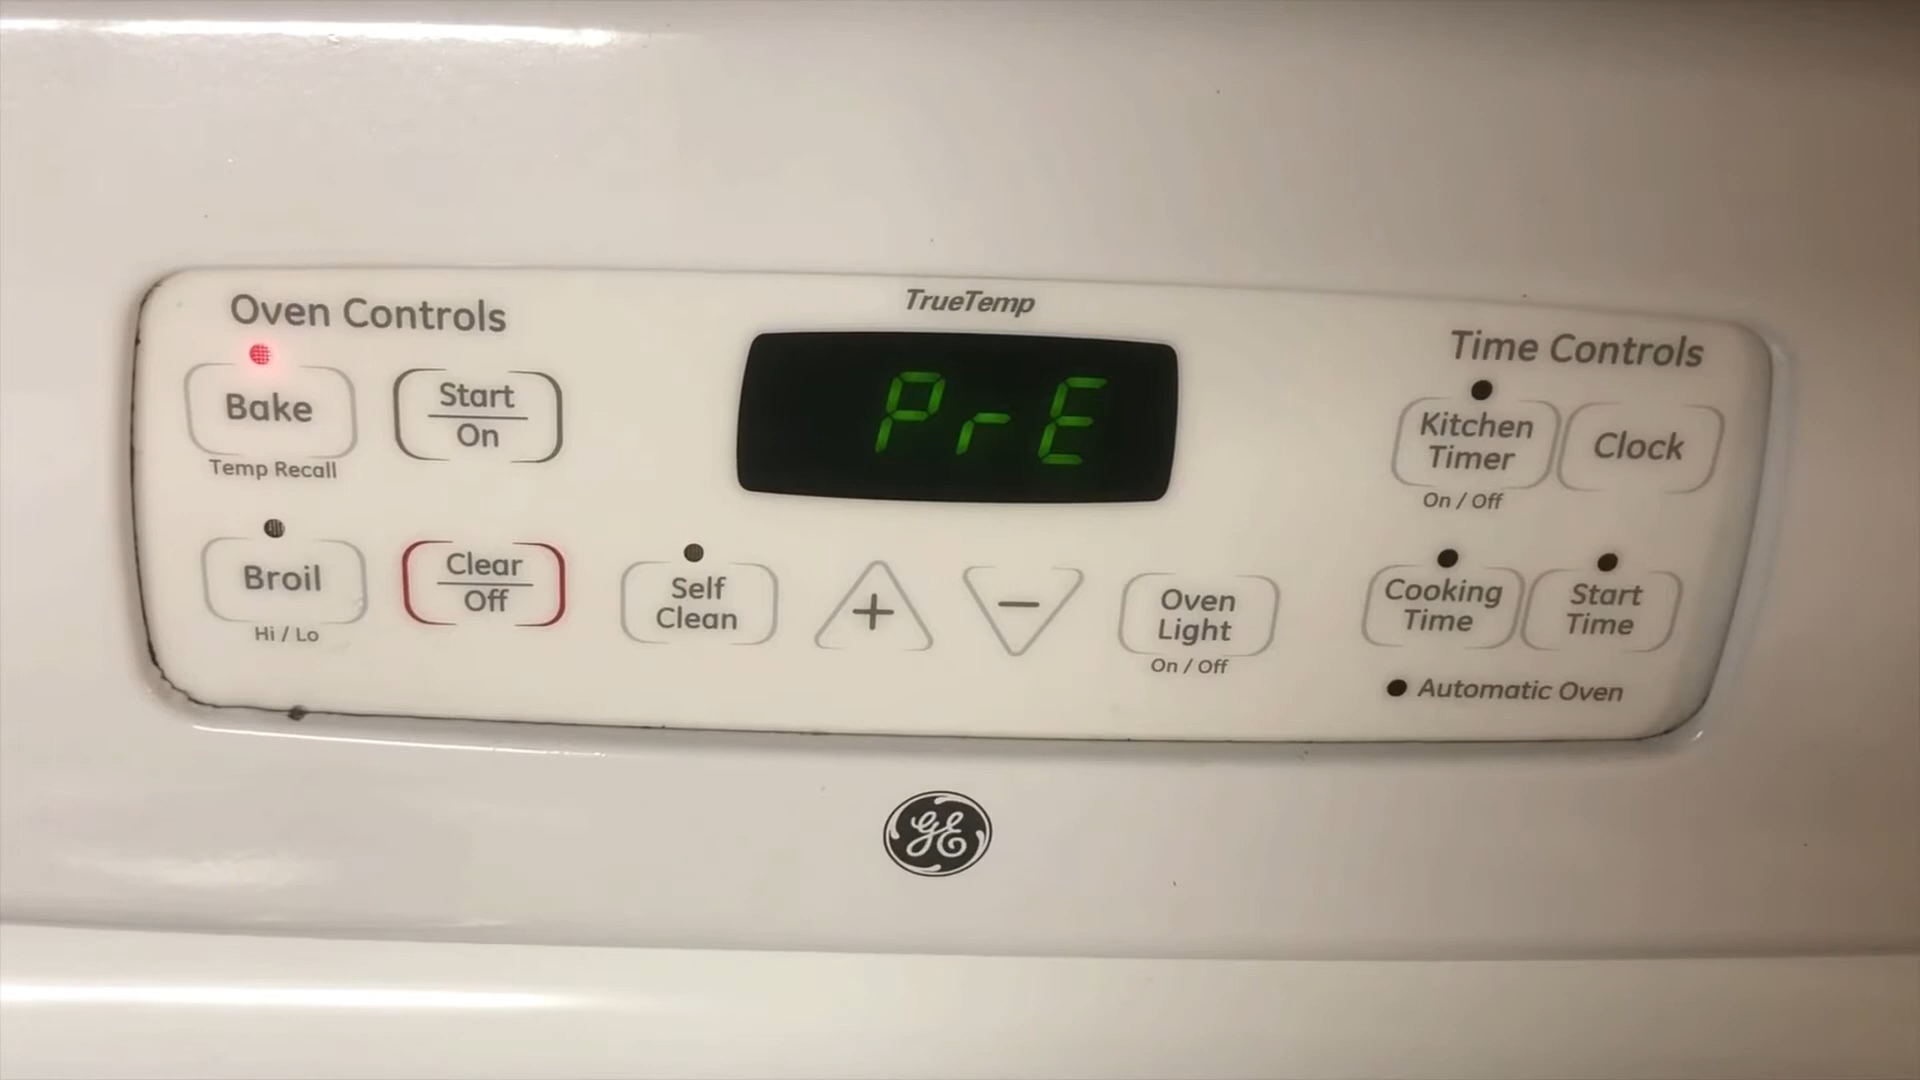 TrueTemp
Oven Controls
Time Controls
PrE
Bake
Temp Recall
Start
On
Kitchen
Timer
On / Off
Clock
Broil
Hi / Lo
Clear
Off
Self
Clean
+
−
Oven
Light
On / Off
Cooking
Time
Start
Time
Automatic Oven
GE